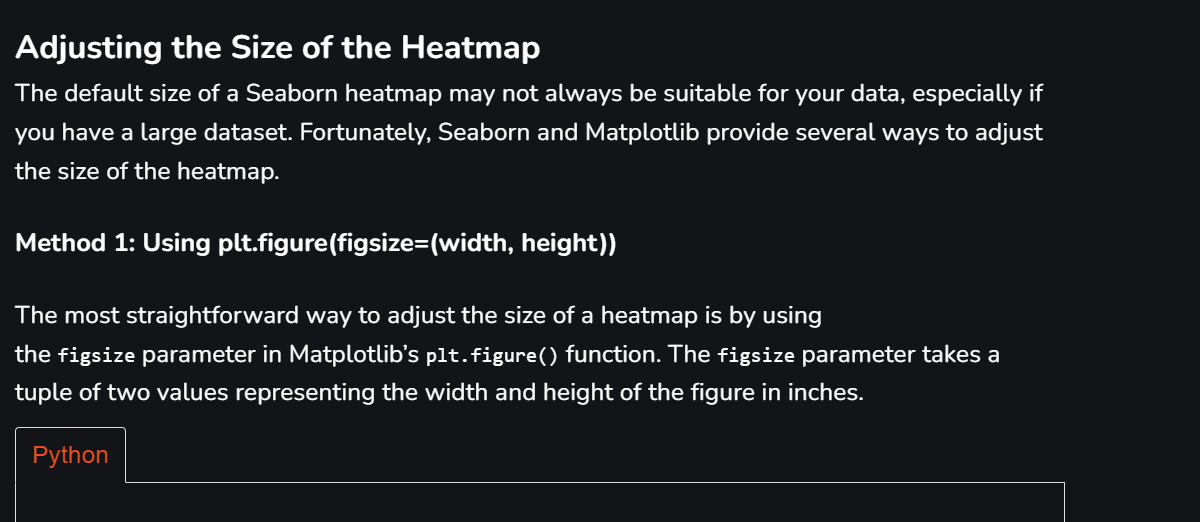 Adjusting the Size of the Heatmap
The default size of a Seaborn heatmap may not always be suitable for your data, especially if
you have a large dataset. Fortunately, Seaborn and Matplotlib provide several ways to adjust
the size of the heatmap.
Method 1: Using plt.figure(figsize=(width, height))
The most straightforward way to adjust the size of a heatmap is by using
the figsize parameter in Matplotlib’s plt.figure() function. The figsize parameter takes a
tuple of two values representing the width and height of the figure in inches.
Python